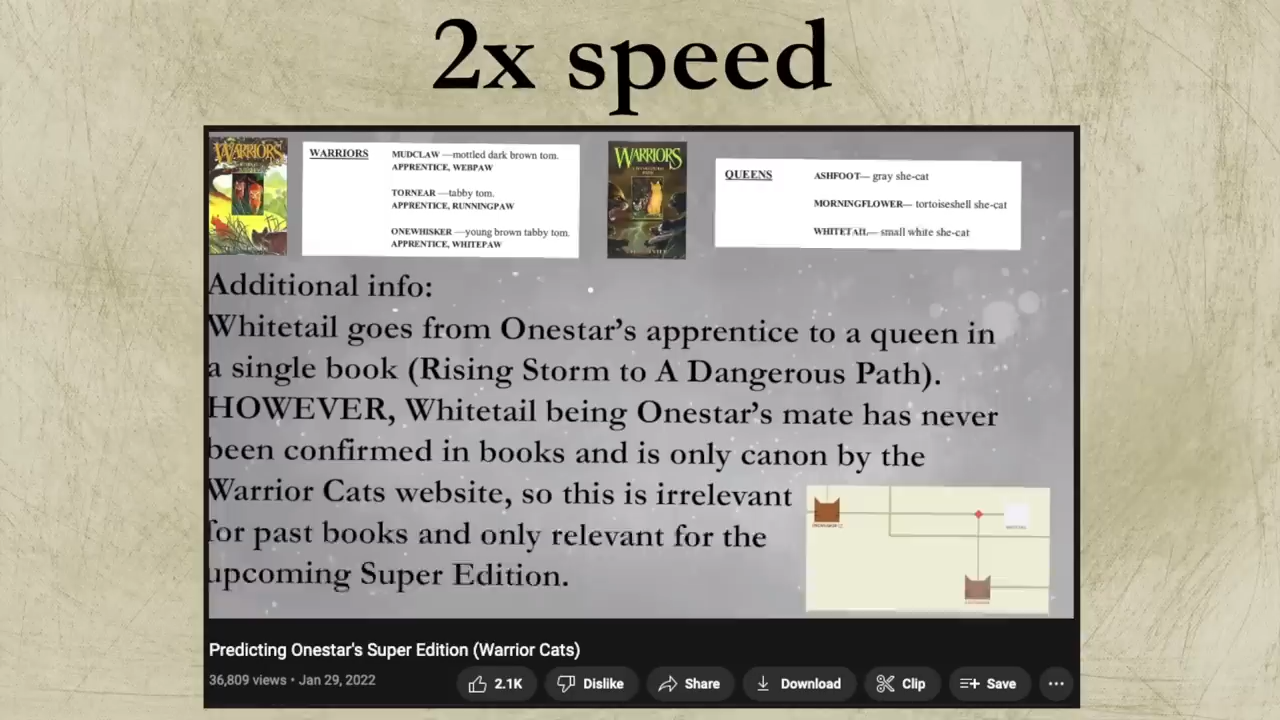 2x speed
WARRIORS
WARRIORS
MUDCLAW —mottled dark brown tom.
APPRENTICE, WEBPAW
TORNEAR —tabby tom.
APPRENTICE, RUNNINGPAW
ONEWHISKER —young brown tabby tom.
APPRENTICE, WHITEPAW
WARRIORS
QUEENS
ASHFOOT— gray she-cat
MORNINGFLOWER— tortoiseshell she-cat
WHITETAIL— small white she-cat
Additional info:
Whitetail goes from Onestar’s apprentice to a queen in
a single book (Rising Storm to A Dangerous Path).
HOWEVER, Whitetail being Onestar’s mate has never
been confirmed in books and is only canon by the
Warrior Cats website, so this is irrelevant
for past books and only relevant for the
upcoming Super Edition.
Predicting Onestar's Super Edition (Warrior Cats)
36,809 views • Jan 29, 2022
2.1K
Dislike
Share
Download
Clip
Save